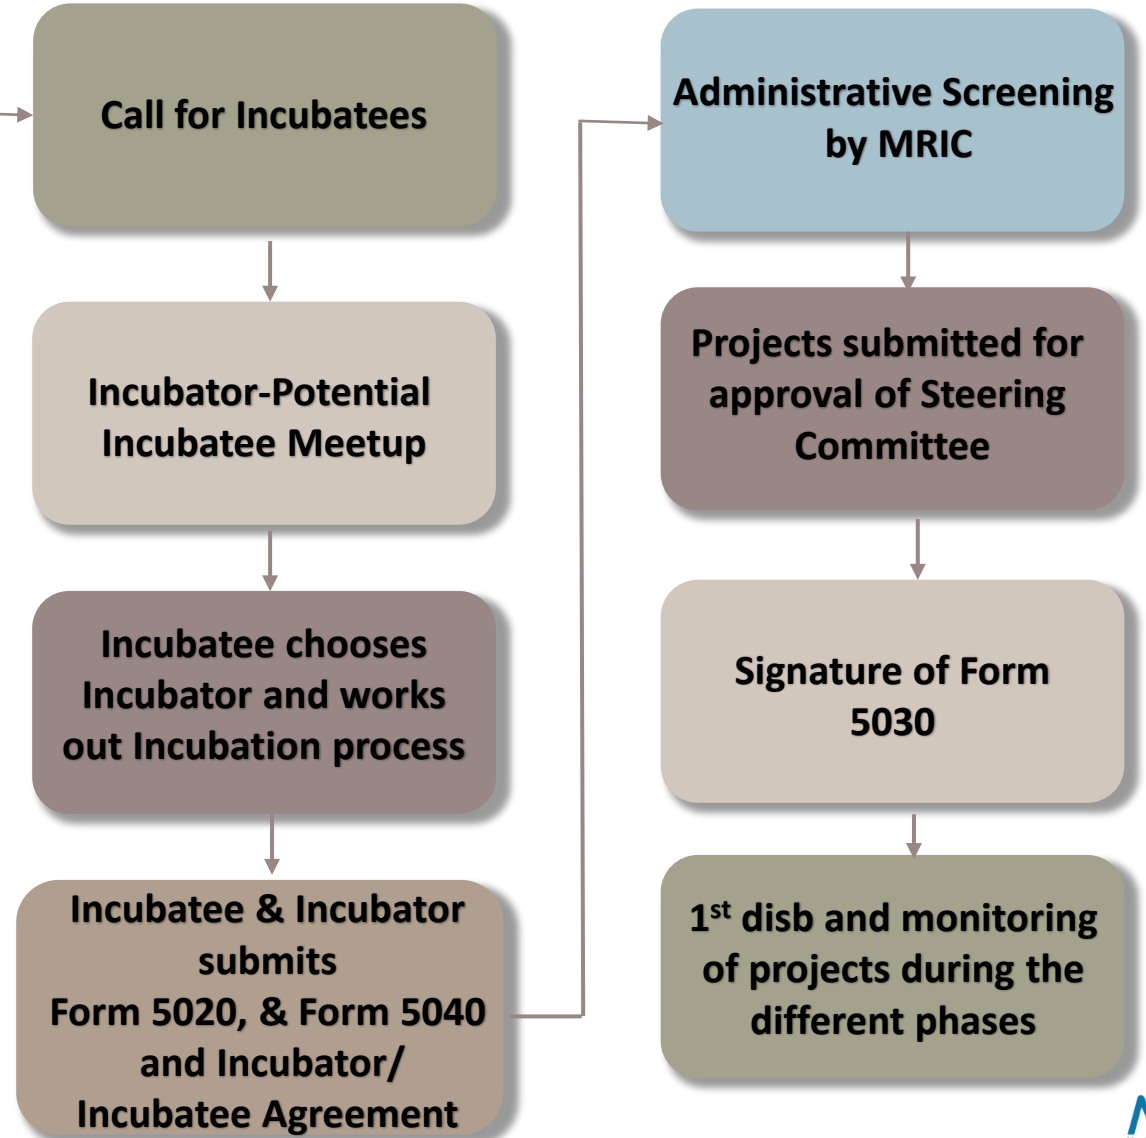 Call for Incubatees
Incubator-Potential
Incubatee Meetup
Incubatee chooses
Incubator and works
out Incubation process
Incubatee & Incubator
submits
Form 5020, & Form 5040
and Incubator/
Incubatee Agreement
Administrative Screening
by MRIC
Projects submitted for
approval of Steering
Committee
Signature of Form
5030
1st disb and monitoring
of projects during the
different phases